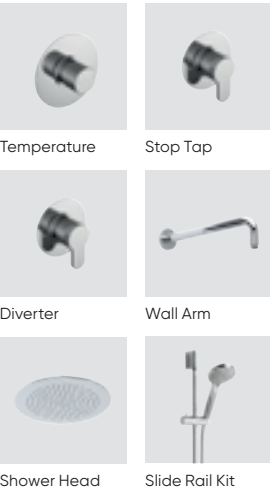 Temperature
Stop Tap
Diverter
Wall Arm
Shower Head
Slide Rail Kit